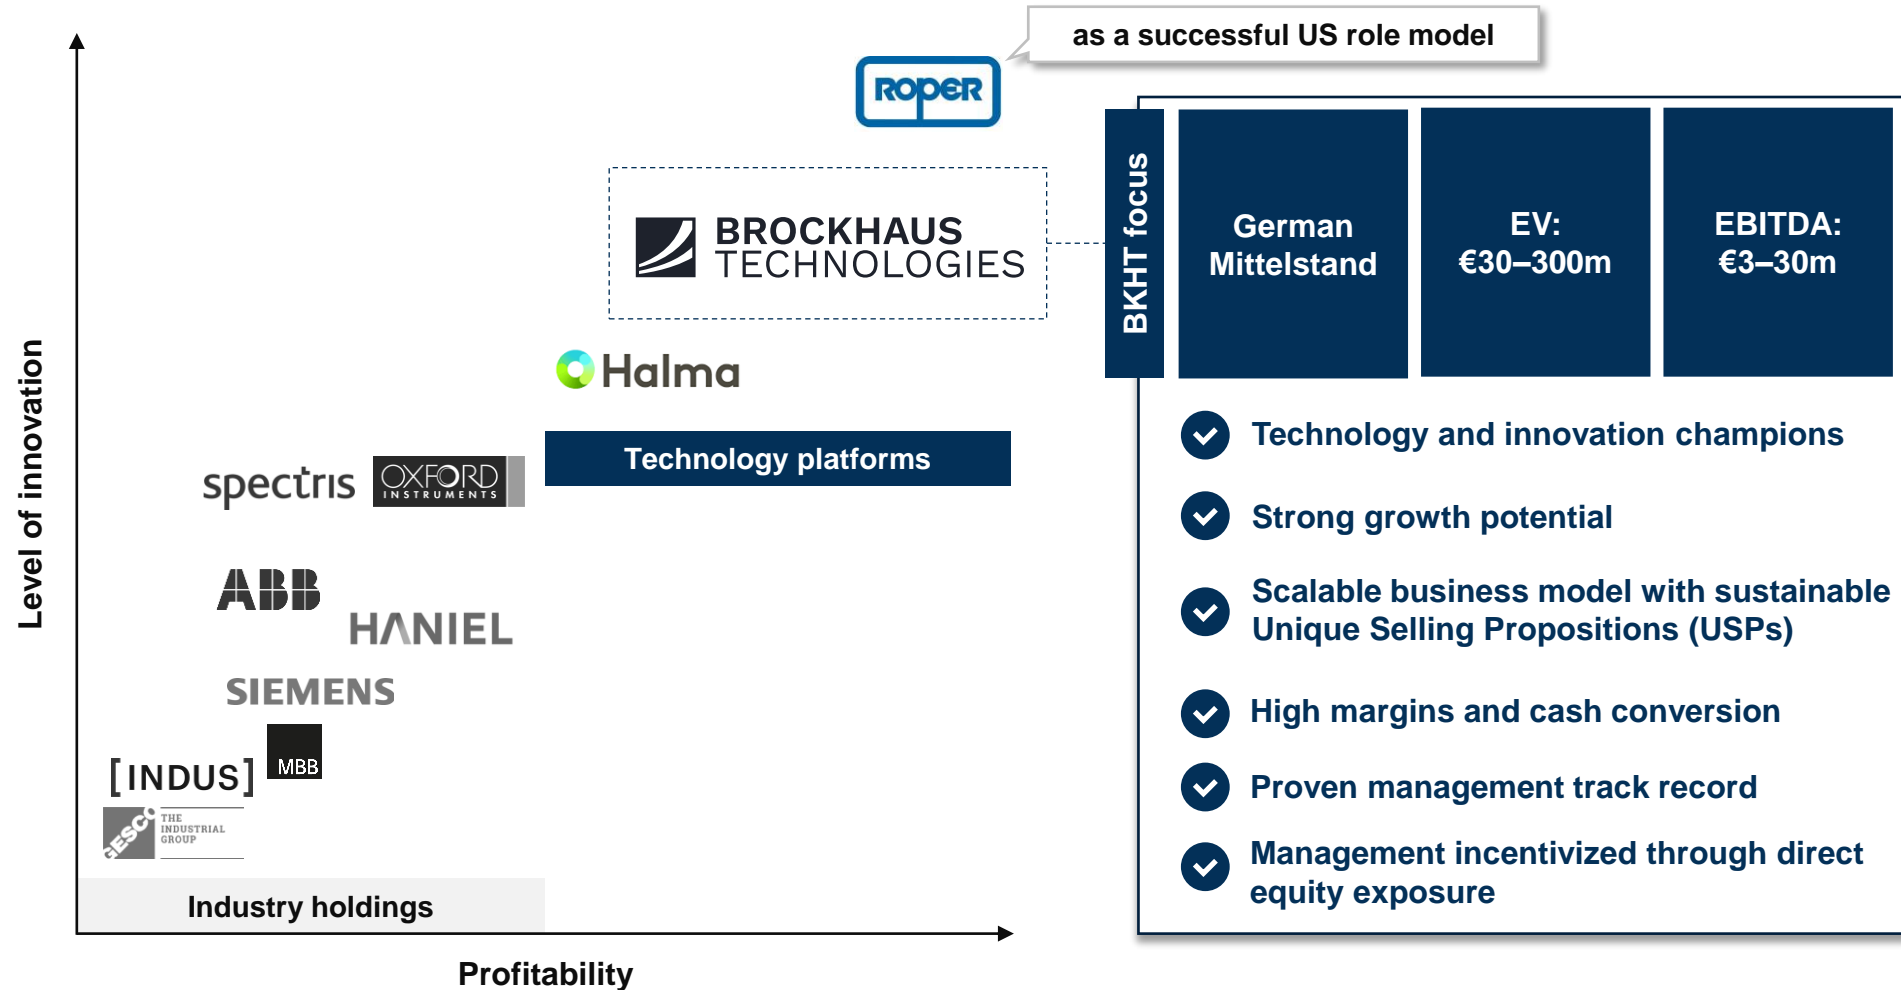 as a successful US role model
ROPER
BROCKHAUS
TECHNOLOGIES
Halma
Technology platforms
spectris
OXFORD
INSTRUMENTS
ABB
HANIEL
SIEMENS
MBB
[INDUS]
GESCO
THE
INDUSTRIAL
GROUP
Industry holdings
Level of innovation
Profitability
BKHT focus
German
Mittelstand
EV:
€30–300m
EBITDA:
€3–30m
Technology and innovation champions
Strong growth potential
Scalable business model with sustainable
Unique Selling Propositions (USPs)
High margins and cash conversion
Proven management track record
Management incentivized through direct
equity exposure